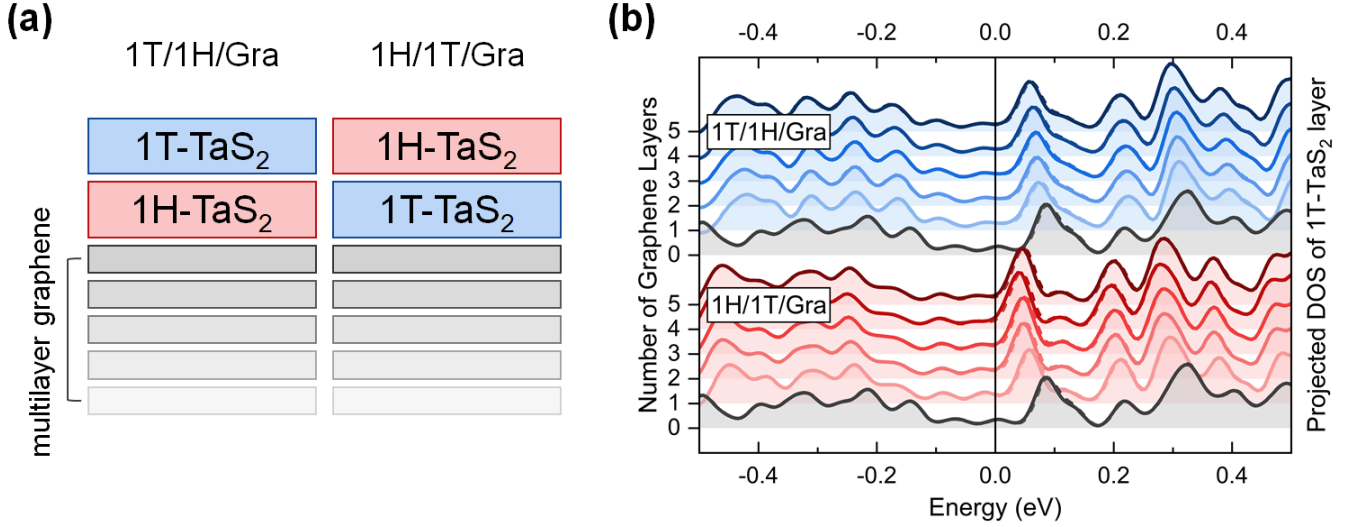 (a)
1T/1H/Gra 1H/1T/Gra
1T-TaS₂ 1H-TaS₂
1H-TaS₂ 1T-TaS₂
multilayer graphene
(b)
-0.4 -0.2 0.0 0.2 0.4
Number of Graphene Layers
1T/1H/Gra
5
4
3
2
1
0
1H/1T/Gra
5
4
3
2
1
0
Projected DOS of 1T-TaS₂ layer
-0.4 -0.2 0.0 0.2 0.4
Energy (eV)